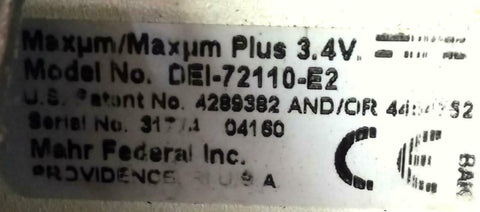 Maxµm/Maxµm Plus 3.4V
Model No. DEI-72110-E2
U.S. Patent No. 4289382 AND/OR
Serial No. 04160
Mahr Federal Inc. CE
PROVIDENCE, R.I. U.S.A